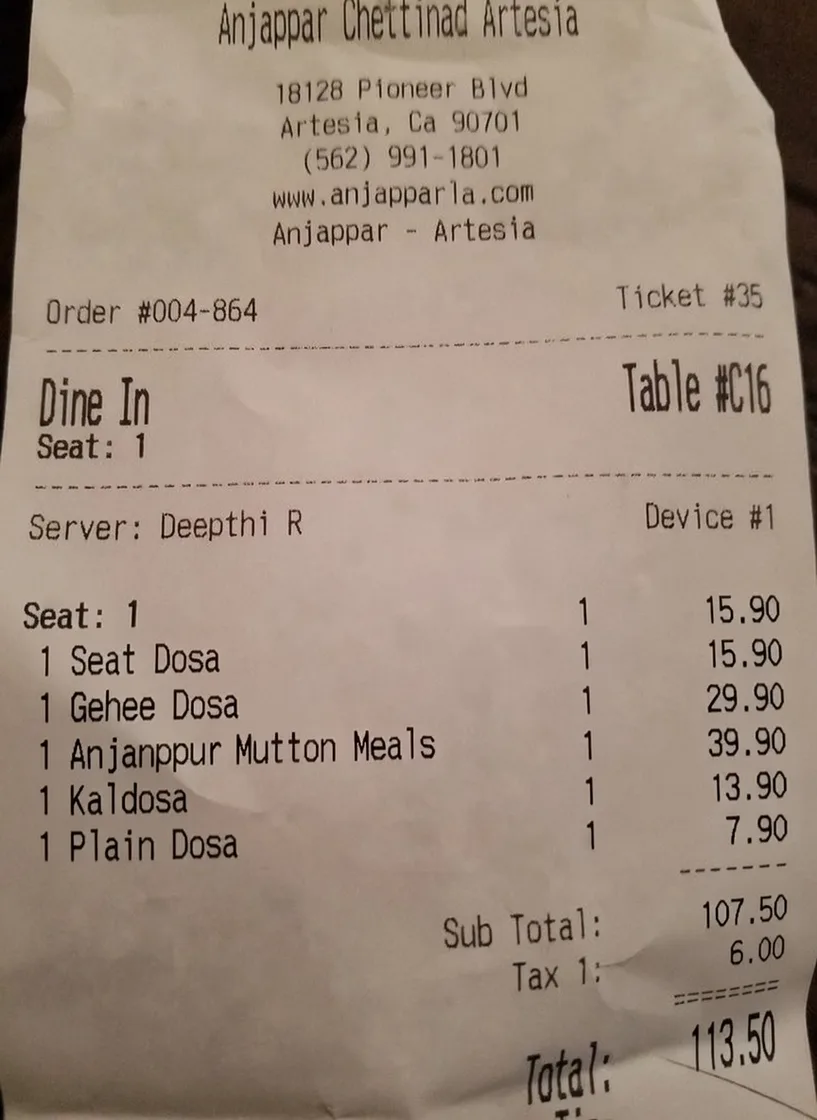 Anjappar Chettinad Artesia
18128 Pioneer Blvd
Artesia, Ca 90701
(562) 991-1801
www.anjapparla.com
Anjappar - Artesia
Order #004-864 Ticket #35
Dine In Table #C16
Seat: 1
Server: Deepthi R Device #1
Seat: 1 1 15.90
1 Seat Dosa 1 15.90
1 Gehee Dosa 1 29.90
1 Anjanppur Mutton Meals 1 39.90
1 Kaldosa 1 13.90
1 Plain Dosa 1 7.90
Sub Total: 107.50
Tax 1: 6.00
Total: 113.50